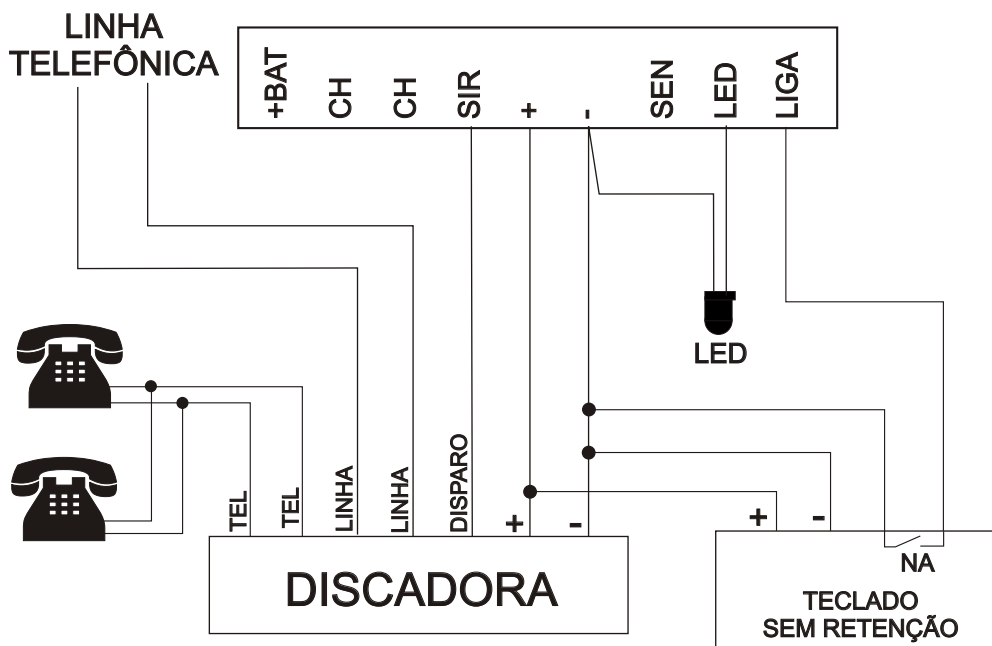 LINHA
TELEFÔNICA
+BAT
CH
CH
SIR
+
-
SEN
LED
LIGA
LED
TEL
TEL
LINHA
LINHA
DISPARO
+
-
+
-
DISCADORA
NA
TECLADO
SEM RETENÇÃO